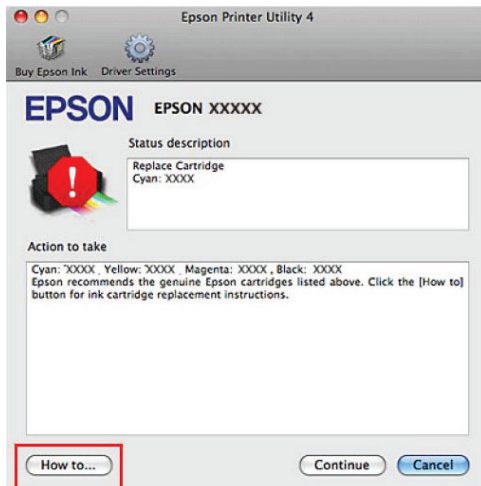 Epson Printer Utility 4
Buy Epson Ink Driver Settings
EPSON EPSON XXXXX
Status description
Replace Cartridge
Cyan: XXXX
Action to take
Cyan: XXXX , Yellow: XXXX , Magenta: XXXX , Black: XXXX
Epson recommends the genuine Epson cartridges listed above. Click the [How to]
button for ink cartridge replacement instructions.
How to... Continue Cancel